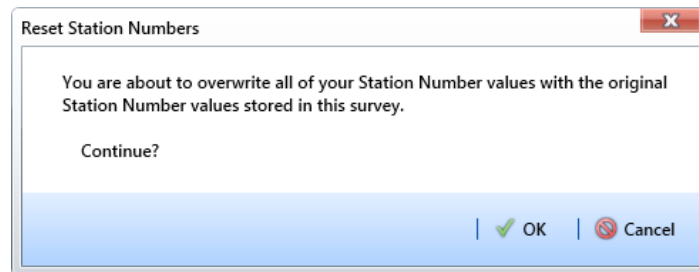 Reset Station Numbers
You are about to overwrite all of your Station Number values with the original
Station Number values stored in this survey.
Continue?
OK
Cancel